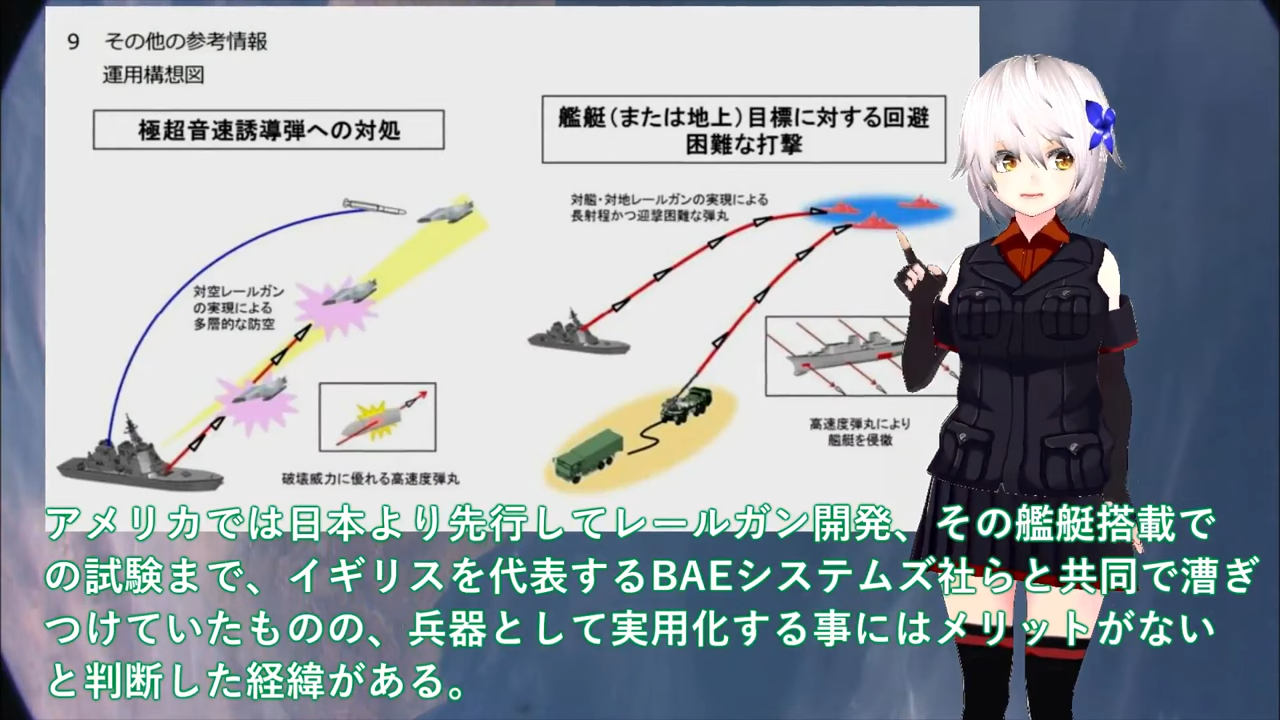 9 その他の参考情報
運用構想図
極超音速誘導弾への対処
対空レールガン
の実現による
多層的な防空
破壊威力に優れる高速度弾丸
艦艇(または地上)目標に対する回避
困難な打撃
対艦・対地レールガンの実現による
長射程かつ迎撃困難な弾丸
高速度弾丸により
艦艇を侵徹
アメリカでは日本より先行してレールガン開発、その艦艇搭載で
の試験まで、イギリスを代表するBAEシステムズ社らと共同で漕ぎ
つけていたものの、兵器として実用化する事にはメリットがない
と判断した経緯がある。